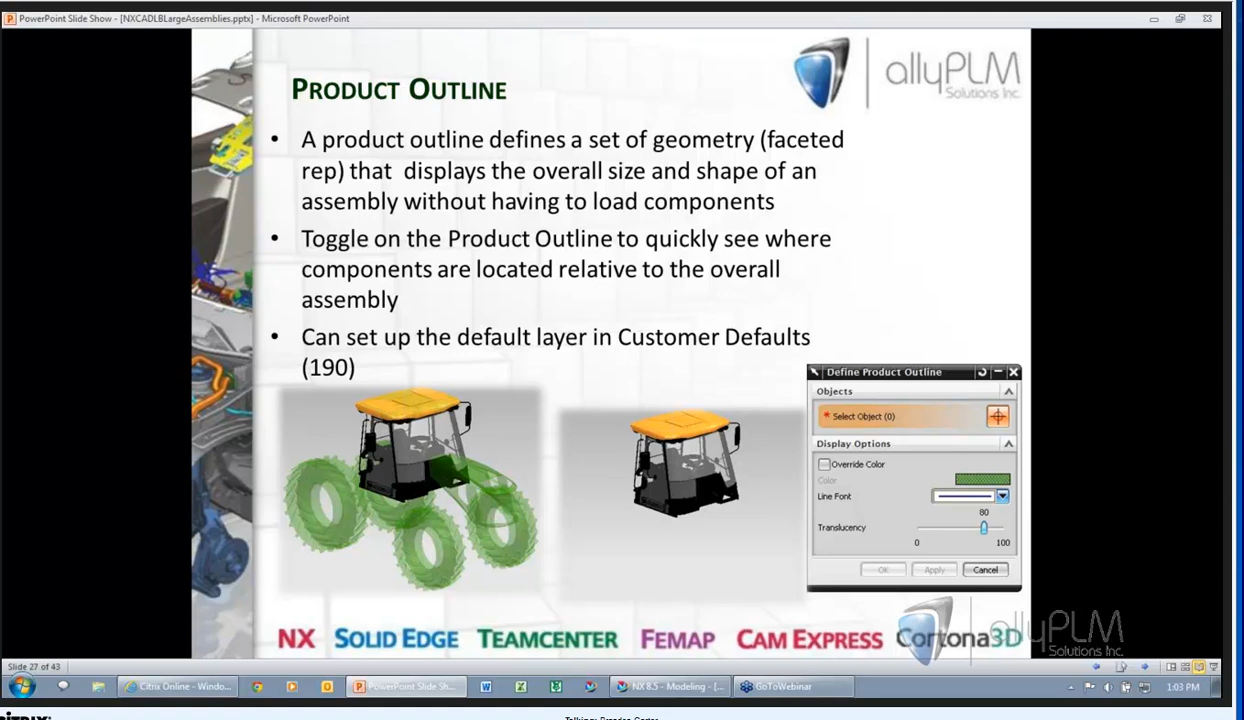 PowerPoint Slide Show - [NXCADLBLargeAssemblies.pptx] - Microsoft PowerPoint
allyPLM
Solutions Inc.
PRODUCT OUTLINE
• A product outline defines a set of geometry (faceted
rep) that displays the overall size and shape of an
assembly without having to load components
• Toggle on the Product Outline to quickly see where
components are located relative to the overall
assembly
• Can set up the default layer in Customer Defaults
(190)
Define Product Outline
Objects
* Select Object (0)
Display Options
Override Color
Color
Line Font
80
Translucency
0 100
OK Apply Cancel
NX SOLID EDGE TEAMCENTER FEMAP CAM EXPRESS Cortona3D
allyPLM
Solutions Inc.
Slide 27 of 43
Citrix Online - Windo... PowerPoint Slide Sh... NX 8.5 - Modeling - [... GoToWebinar 1:03 PM
CITRIX
Talking: